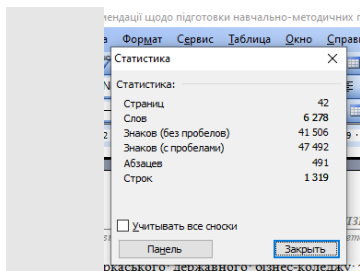 мендації щодо підготовки навчально-методичних
Формат Сервис Таблица Окно Справ
Статистика
Статистика:
Страниц 42
Слов 6 278
Знаков (без пробелов) 41 506
Знаков (с пробелами) 47 492
Абзацев 491
Строк 1 319
Учитывать все сноски
Панель Закрыть
ркаського державного бізнес-коледжу